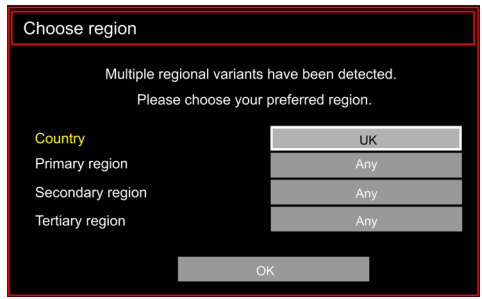 Choose region
Multiple regional variants have been detected.
Please choose your preferred region.
Country UK
Primary region Any
Secondary region Any
Tertiary region Any
OK